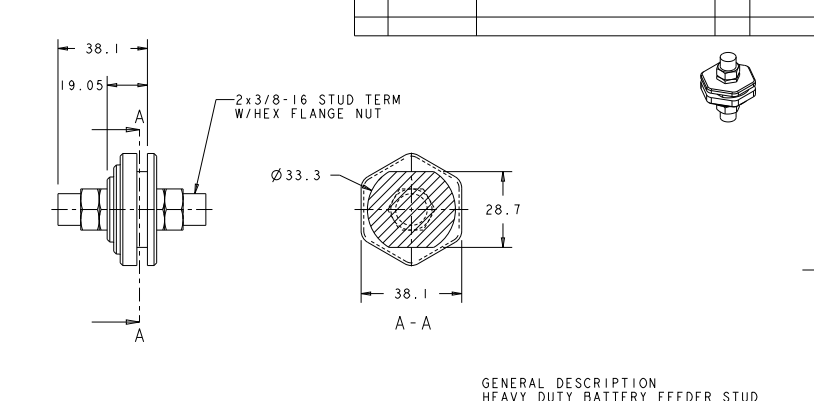 38.1
19.05
2x3/8-16 STUD TERM
W/HEX FLANGE NUT
A
Ø33.3
28.7
38.1
A
A-A
GENERAL DESCRIPTION
HEAVY DUTY BATTERY FEEDER STUD